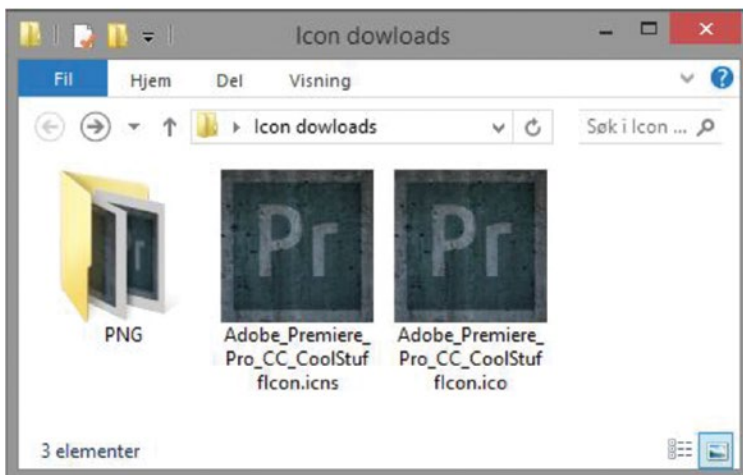 Icon dowloads
Fil Hjem Del Visning
Icon dowloads Søk i Icon ...
Pr Pr
PNG
Adobe_Premiere_
Pro_CC_CoolStuf
fIcon.icns
Adobe_Premiere_
Pro_CC_CoolStuf
fIcon.ico
3 elementer